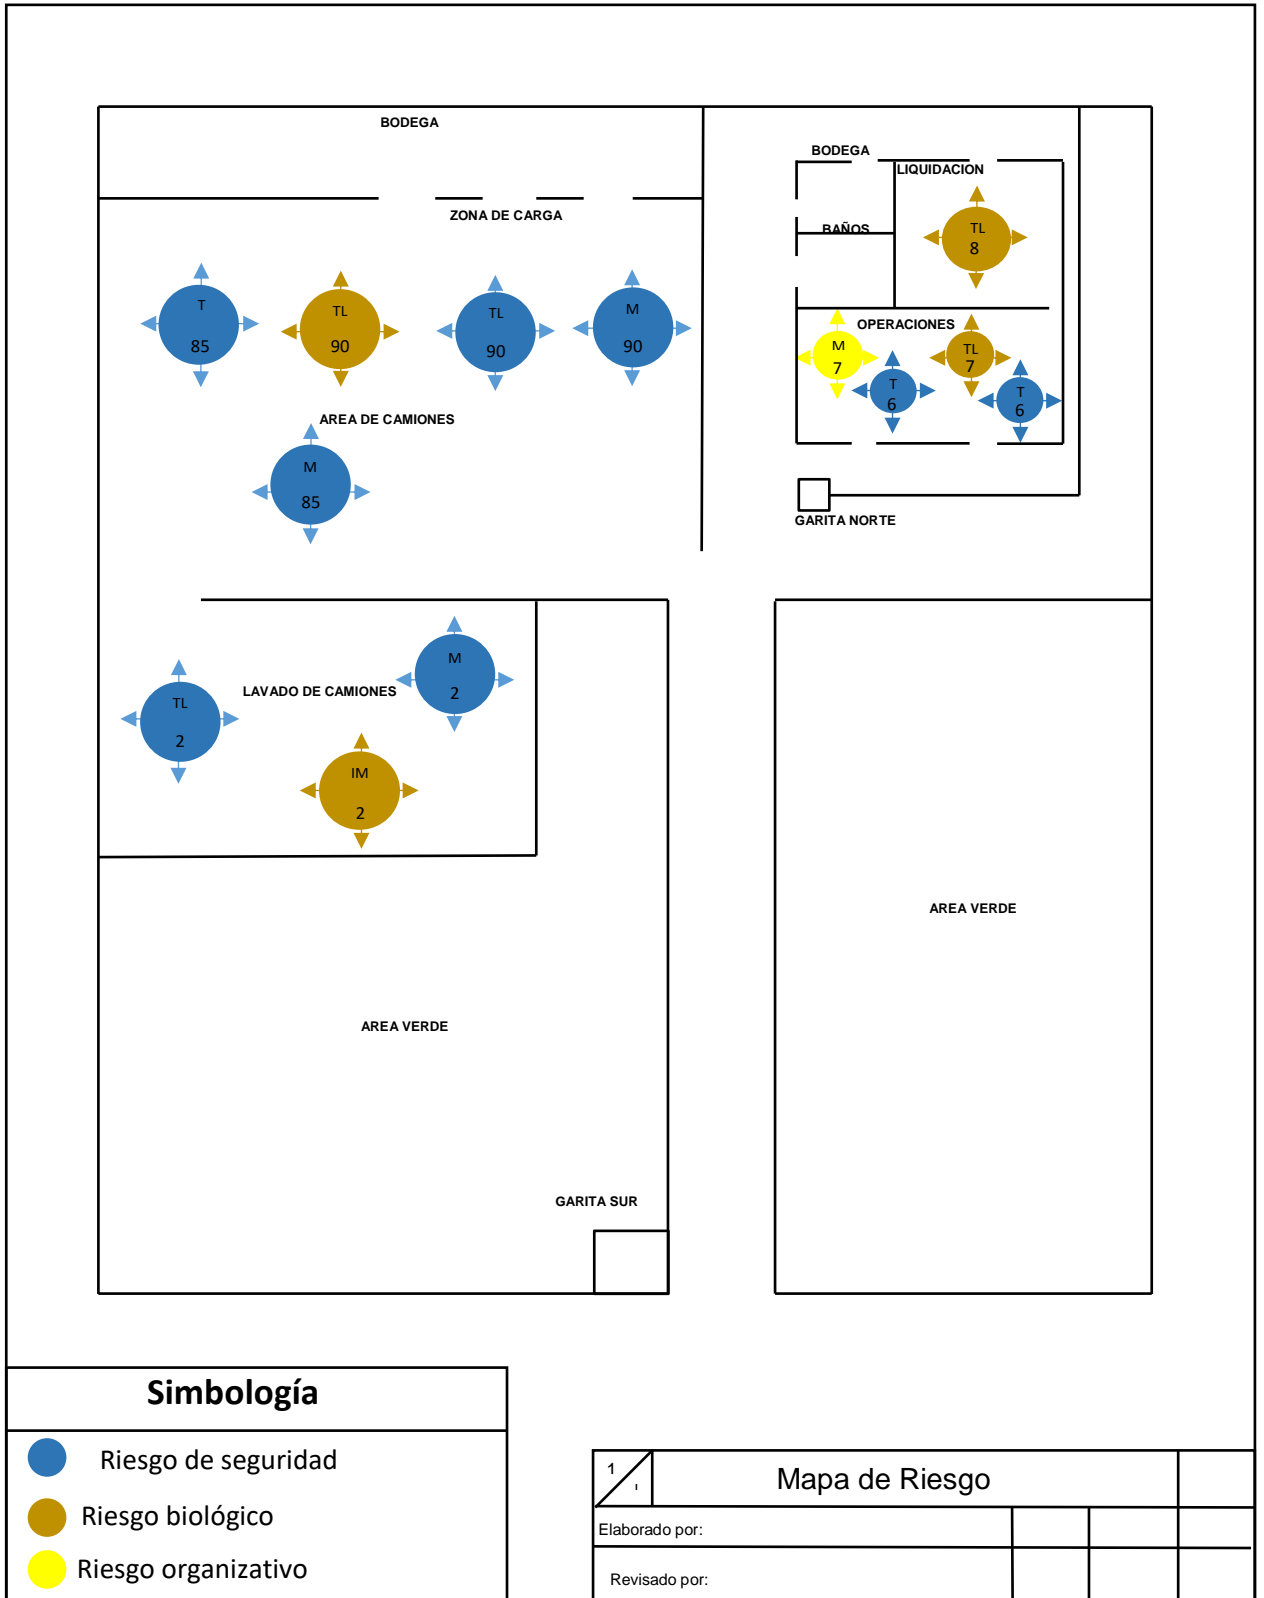 BODEGA
BODEGA
LIQUIDACION
ZONA DE CARGA
BAÑOS
TL
8
T
85
TL
90
TL
90
M
90
OPERACIONES
M
7
TL
7
T
6
T
6
AREA DE CAMIONES
M
85
GARITA NORTE
M
2
LAVADO DE CAMIONES
TL
2
IM
2
AREA VERDE
AREA VERDE
GARITA SUR
Simbología
Riesgo de seguridad
Riesgo biológico
Riesgo organizativo
1
Mapa de Riesgo
Elaborado por:
Revisado por: